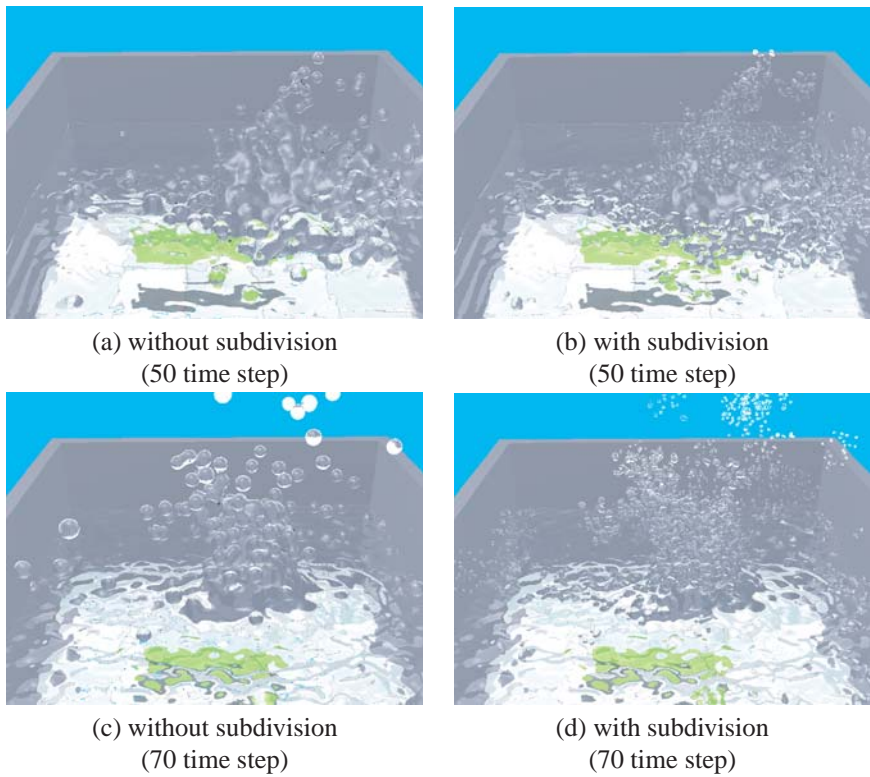 (a) without subdivision
(50 time step)
(b) with subdivision
(50 time step)
(c) without subdivision
(70 time step)
(d) with subdivision
(70 time step)